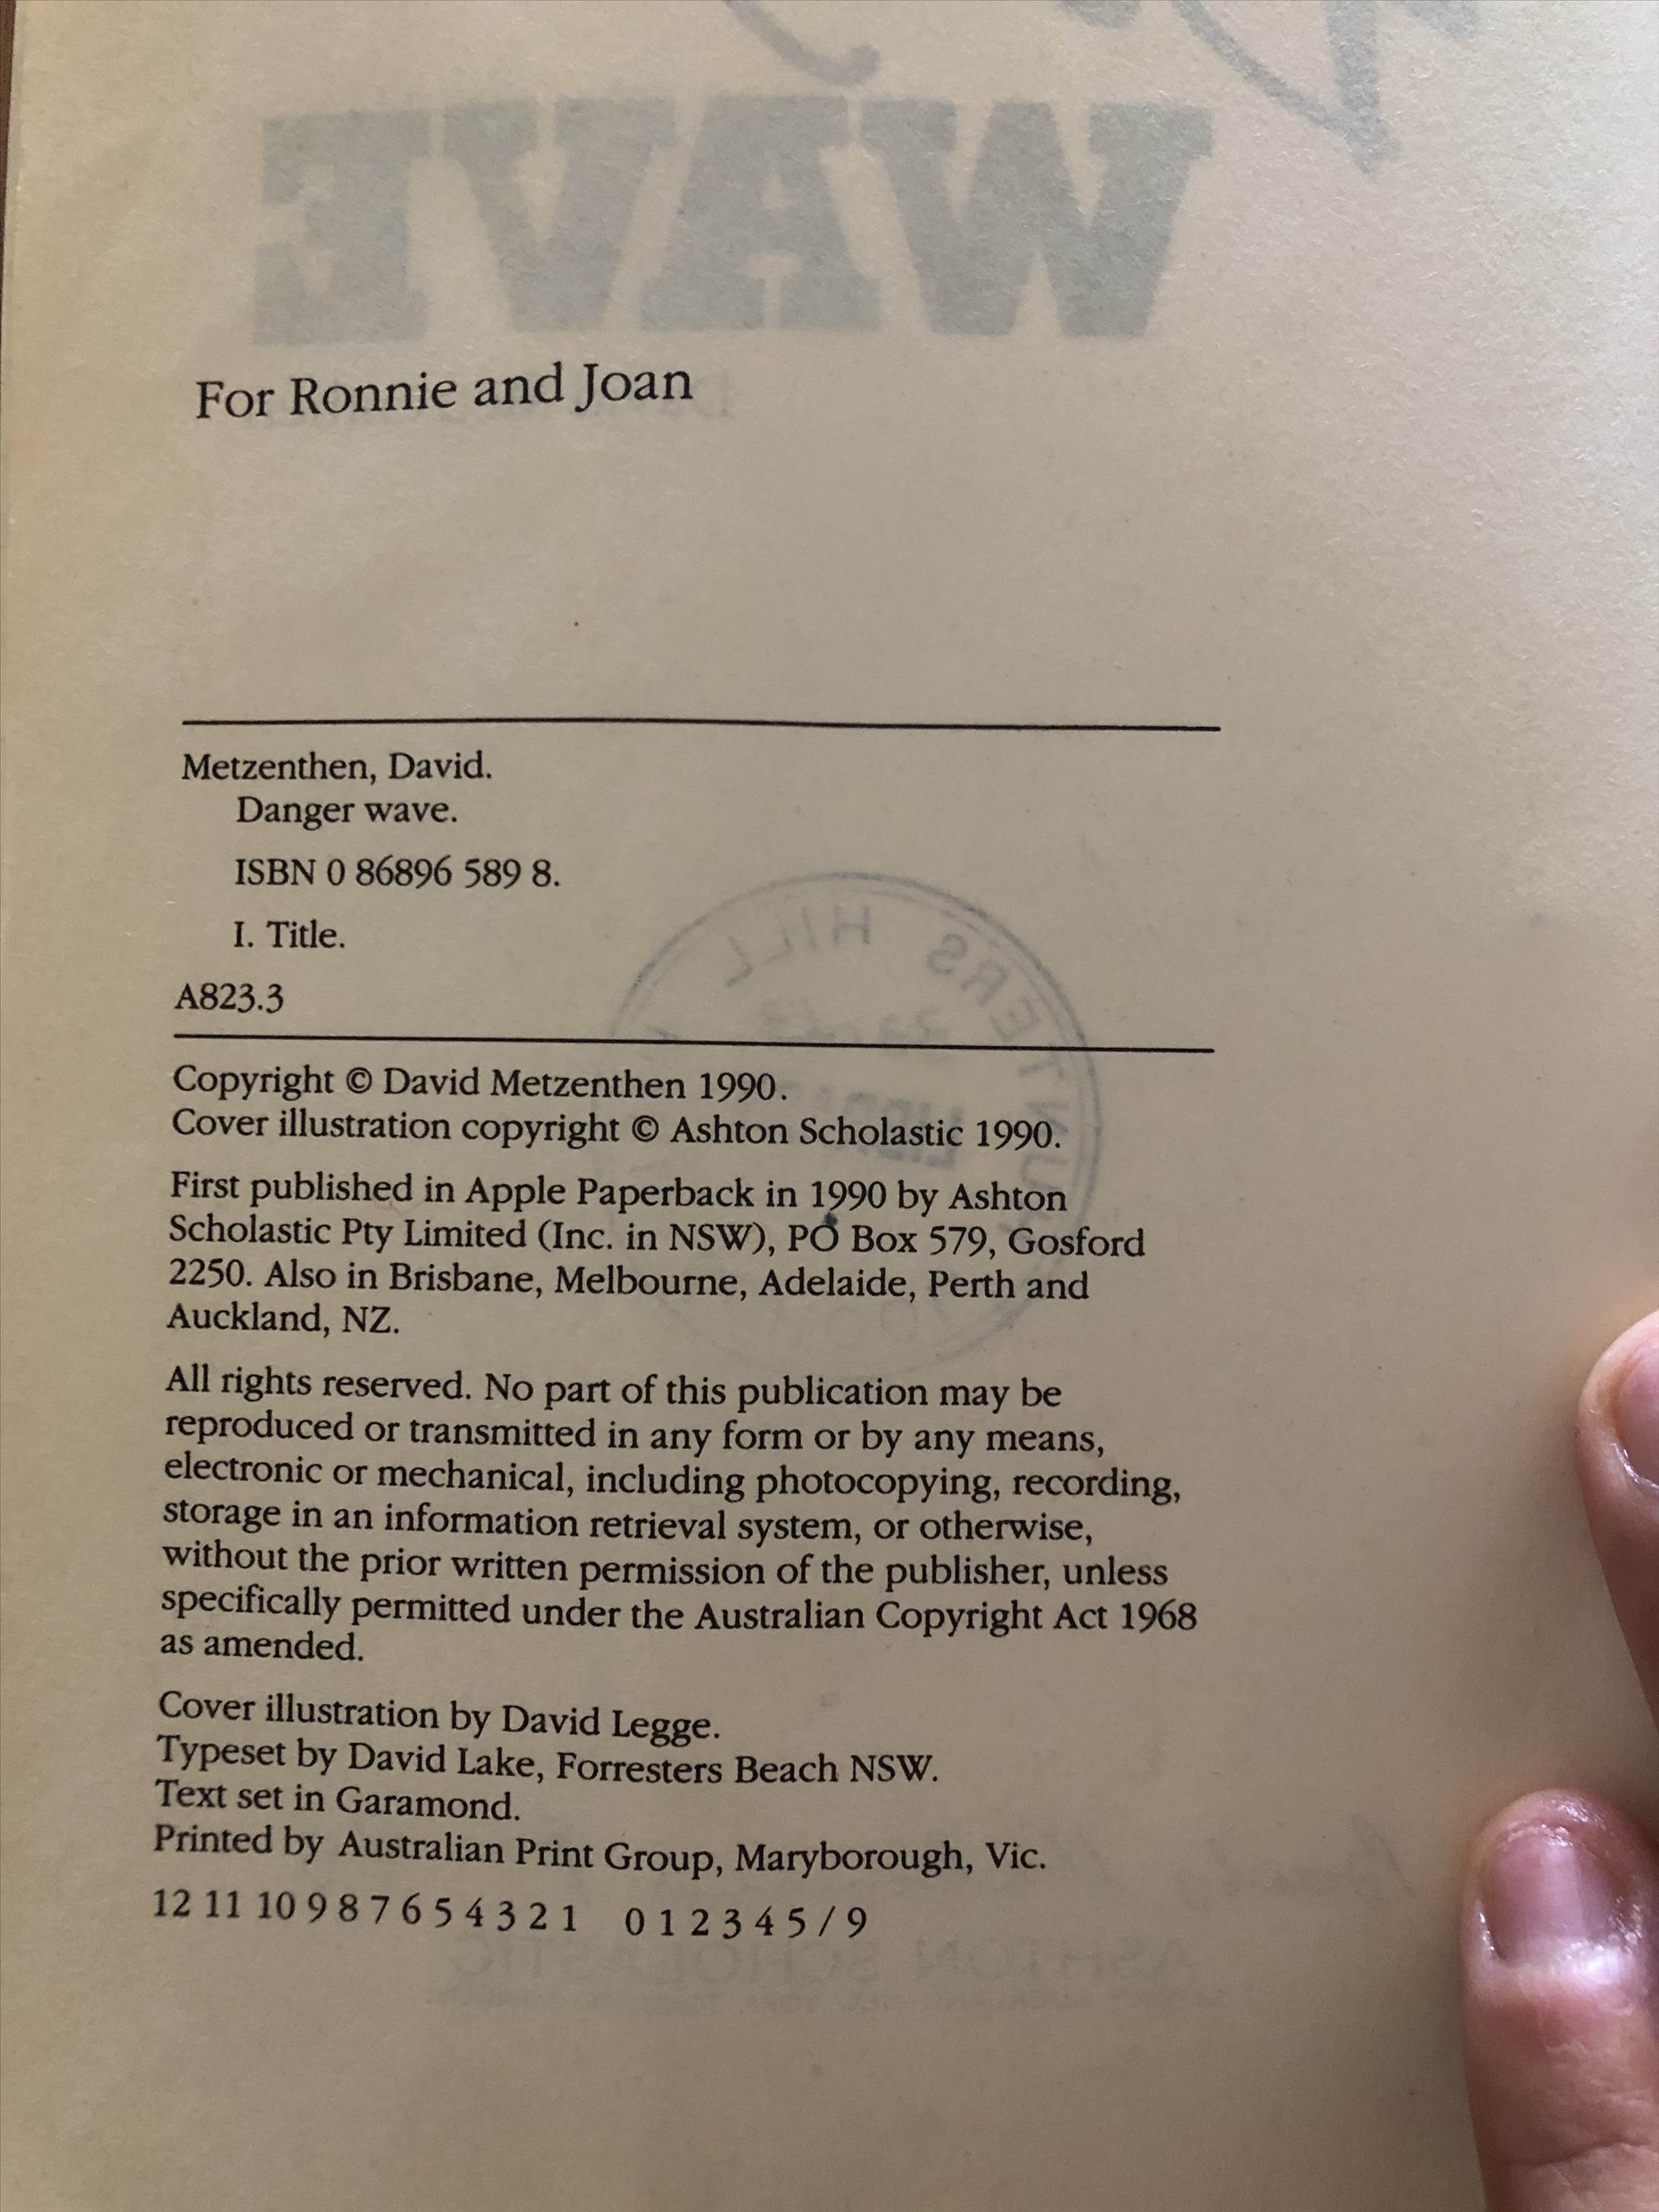 WAVE
For Ronnie and Joan
Metzenthen, David.
Danger wave.
ISBN 0 86896 589 8.
I. Title.
A823.3
HILL
Copyright © David Metzenthen 1990.
Cover illustration copyright © Ashton Scholastic 1990.
First published in Apple Paperback in 1990 by Ashton
Scholastic Pty Limited (Inc. in NSW), PO Box 579, Gosford
2250. Also in Brisbane, Melbourne, Adelaide, Perth and
Auckland, NZ.
All rights reserved. No part of this publication may be
reproduced or transmitted in any form or by any means,
electronic or mechanical, including photocopying, recording,
storage in an information retrieval system, or otherwise,
without the prior written permission of the publisher, unless
specifically permitted under the Australian Copyright Act 1968
as amended.
Cover illustration by David Legge.
Typeset by David Lake, Forresters Beach NSW.
Text set in Garamond.
Printed by Australian Print Group, Maryborough, Vic.
12 11 10 9 8 7 6 5 4 3 2 1 0 1 2 3 4 5 / 9
ASHTON SCHOLASTIC